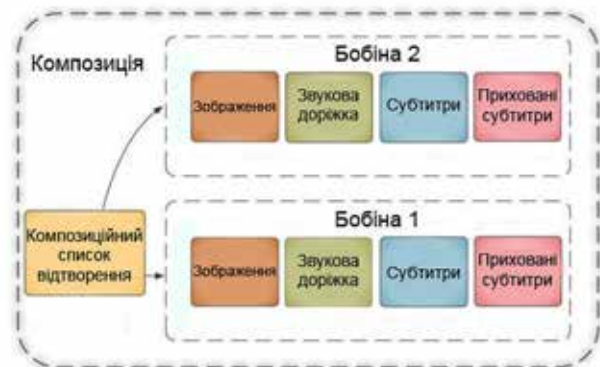 Композиція
Бобіна 2
Зображення
Звукова
доріжка
Субтитри
Приховані
субтитри
Композиційний
список
відтворення
Бобіна 1
Зображення
Звукова
доріжка
Субтитри
Приховані
субтитри